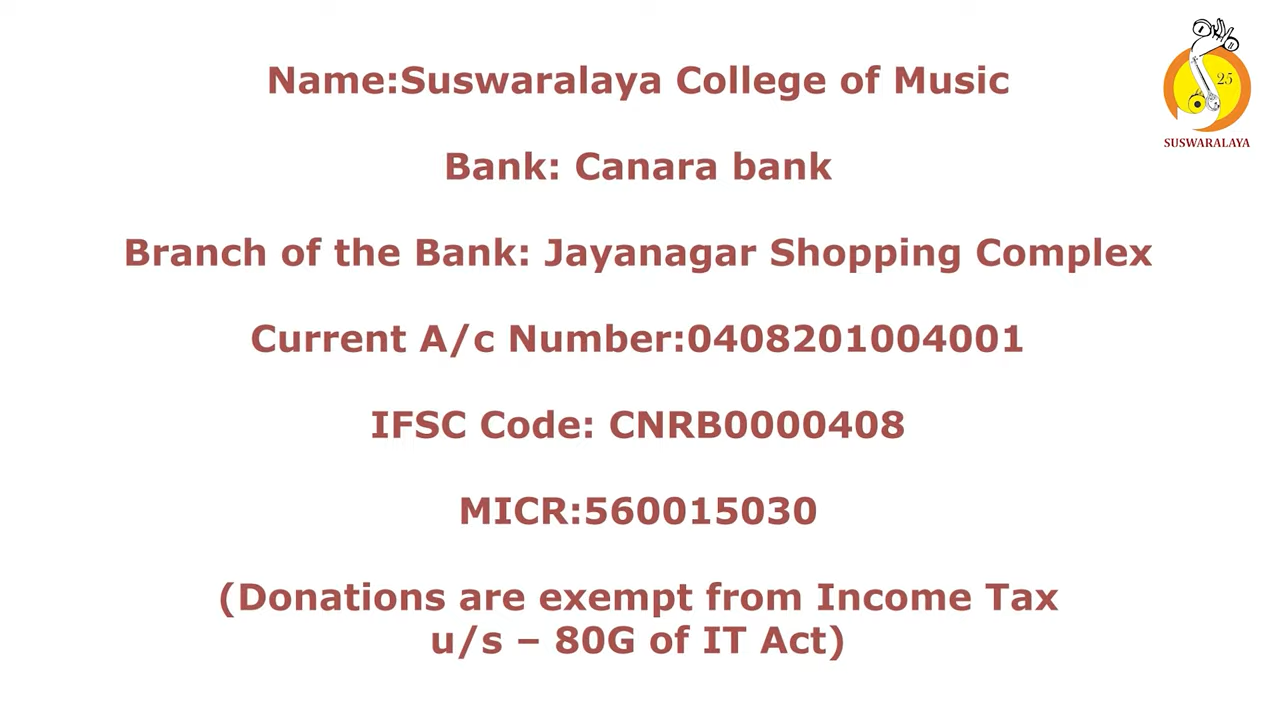 Name:Suswaralaya College of Music
Bank: Canara bank
Branch of the Bank: Jayanagar Shopping Complex
Current A/c Number:0408201004001
IFSC Code: CNRB0000408
MICR:560015030
(Donations are exempt from Income Tax
u/s – 80G of IT Act)
25
SUSWARALAYA